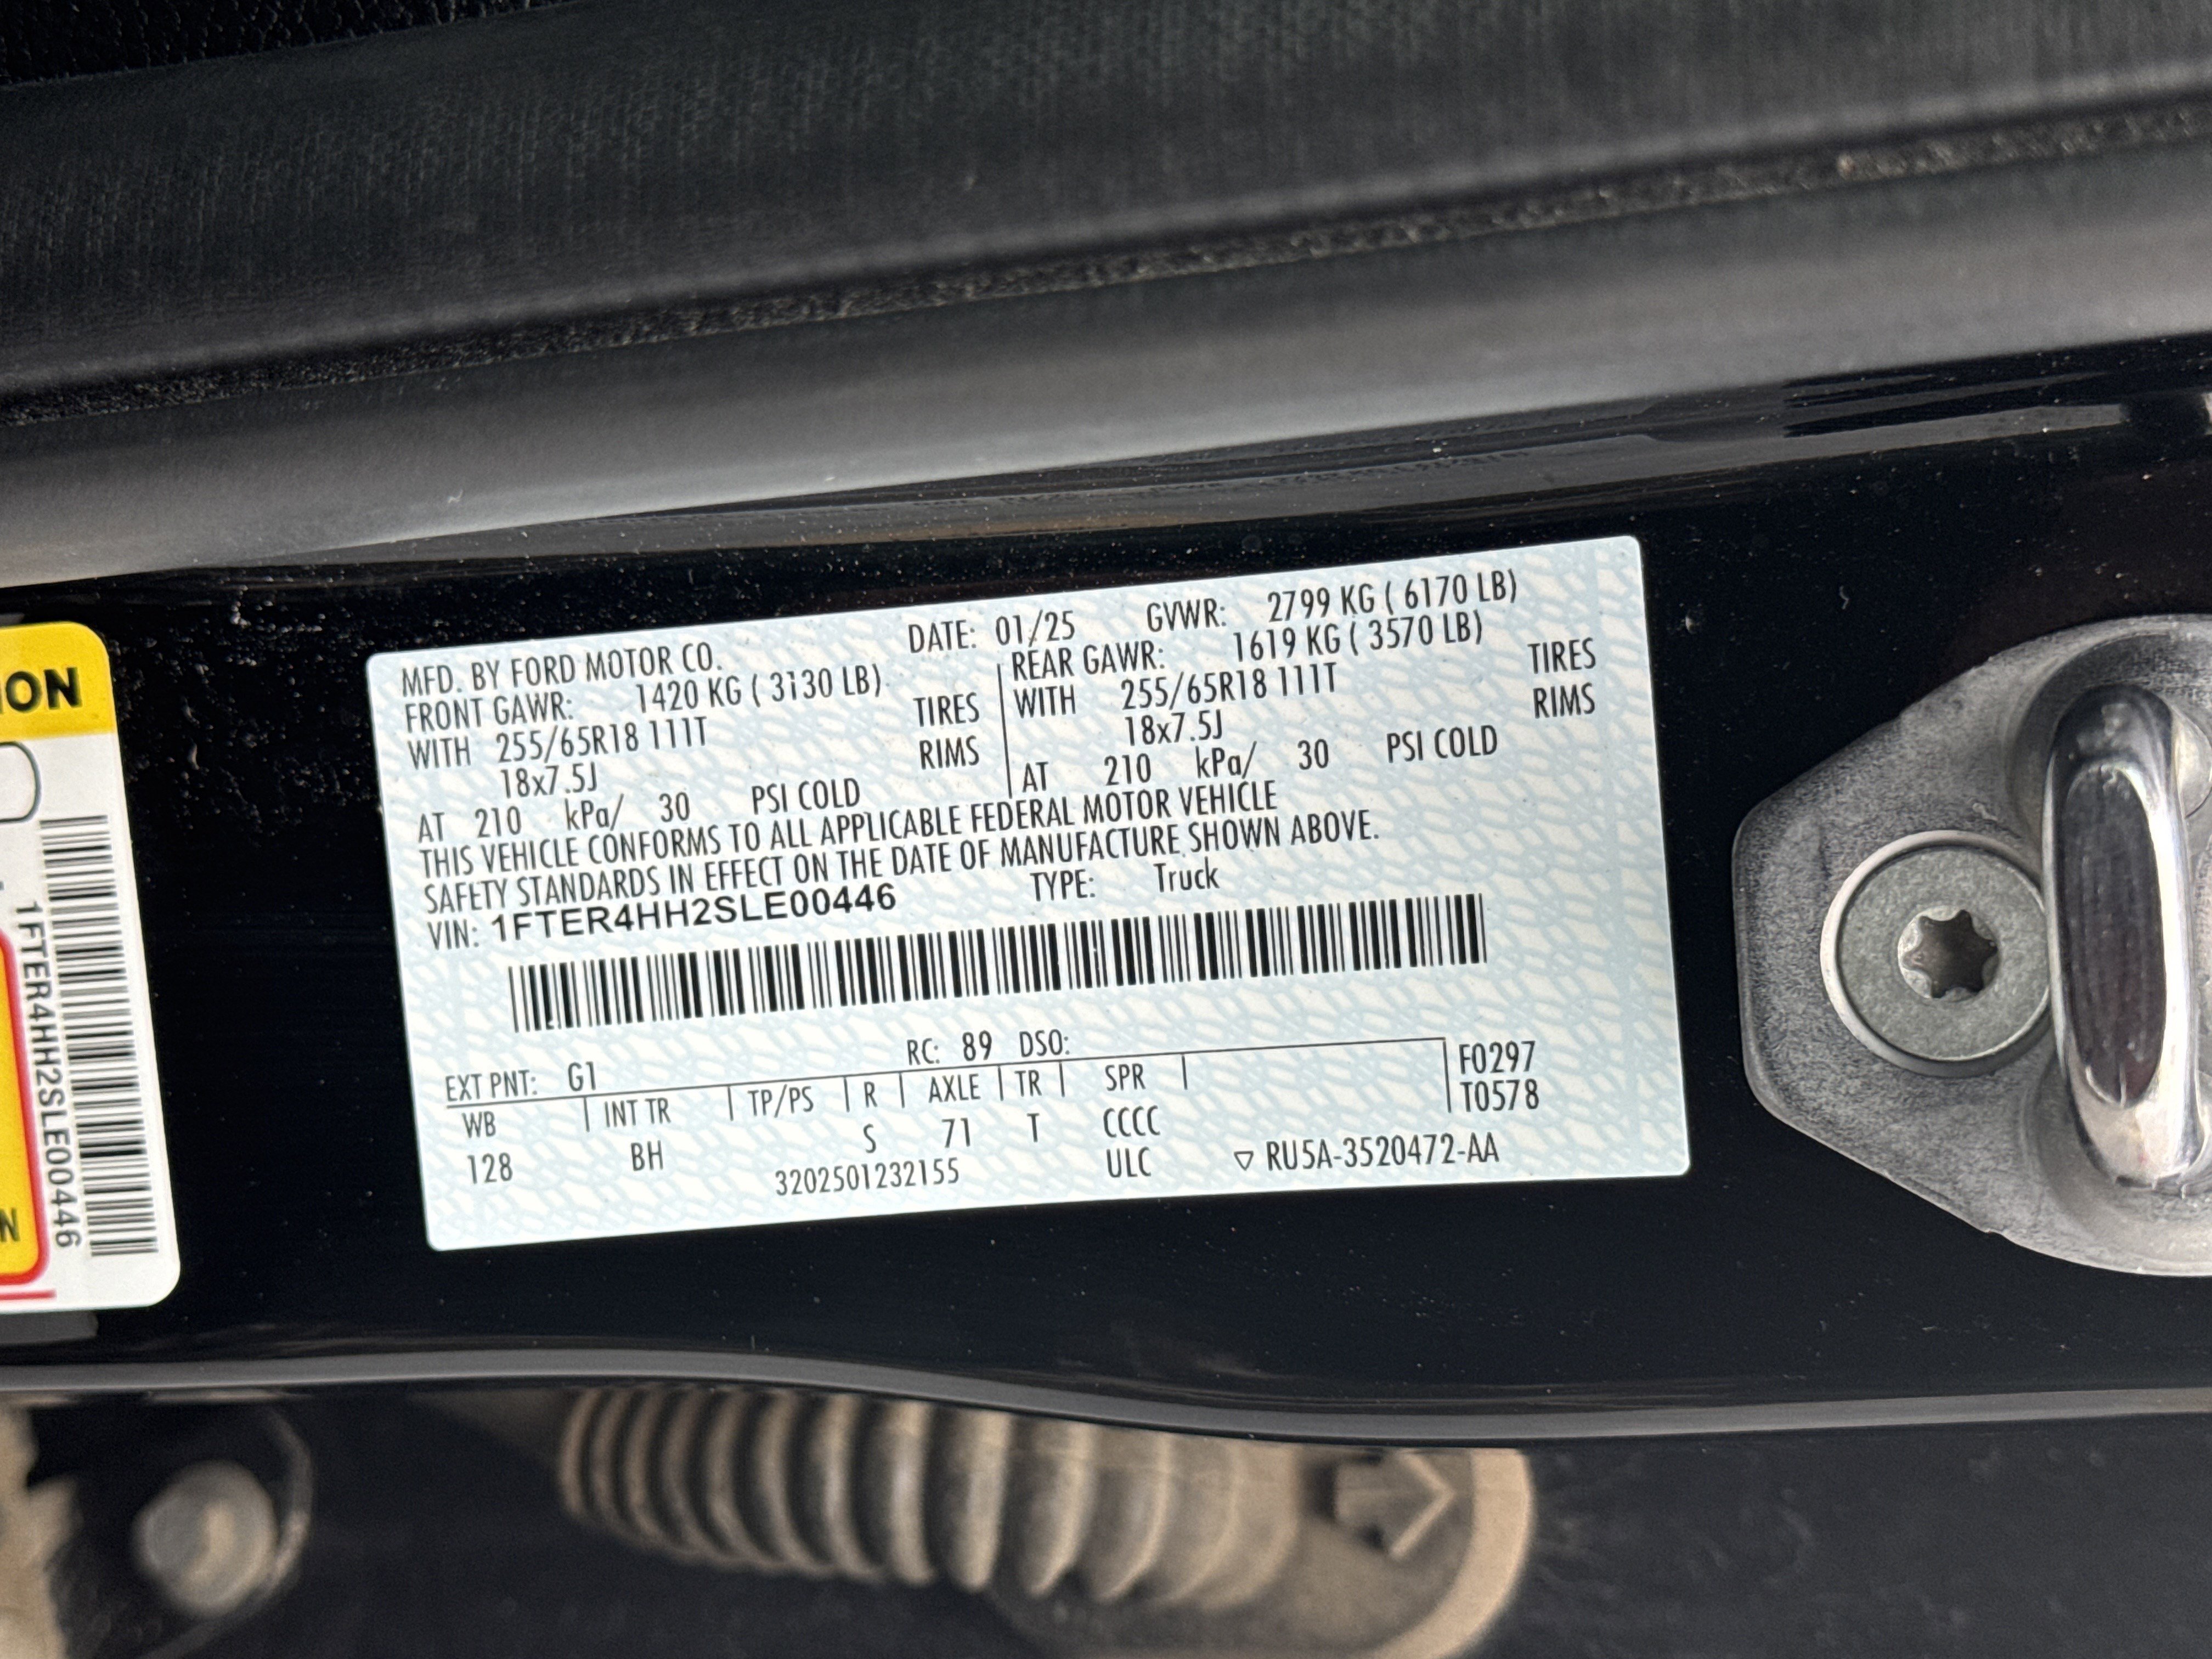 MFD. BY FORD MOTOR CO. DATE: 01/25 GVWR: 2799 KG ( 6170 LB)
FRONT GAWR: 1420 KG ( 3130 LB) REAR GAWR: 1619 KG ( 3570 LB)
WITH 255/65R18 111T TIRES WITH 255/65R18 111T TIRES
18x7.5J RIMS 18x7.5J RIMS
AT 210 kPa/ 30 PSI COLD AT 210 kPa/ 30 PSI COLD
THIS VEHICLE CONFORMS TO ALL APPLICABLE FEDERAL MOTOR VEHICLE
SAFETY STANDARDS IN EFFECT ON THE DATE OF MANUFACTURE SHOWN ABOVE.
VIN: 1FTER4HH2SLE00446 TYPE: Truck
EXT PNT: G1 RC: 89 DSO:
WB INT TR TP/PS R AXLE TR SPR F0297
128 BH S 71 T CCCC T0578
3202501232155 ULC ▽ RU5A-3520472-AA
1FTER4HH2SLE00446